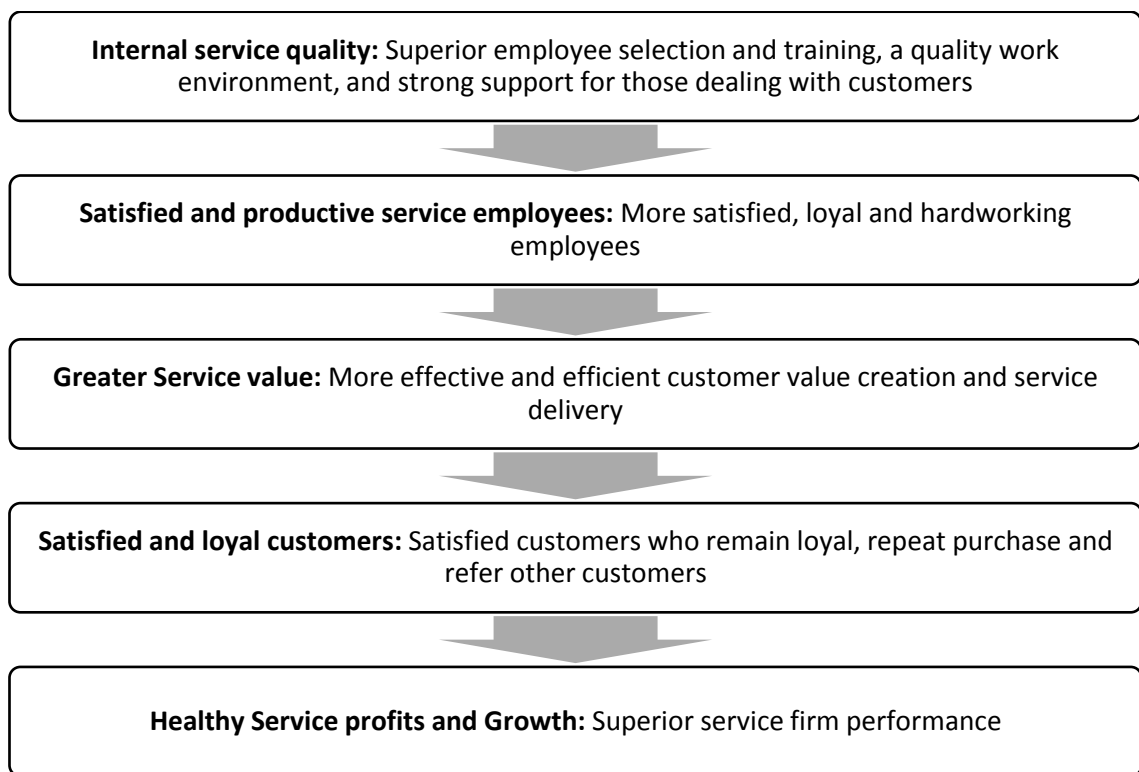 Internal service quality: Superior employee selection and training, a quality work
environment, and strong support for those dealing with customers
Satisfied and productive service employees: More satisfied, loyal and hardworking
employees
Greater Service value: More effective and efficient customer value creation and service
delivery
Satisfied and loyal customers: Satisfied customers who remain loyal, repeat purchase and
refer other customers
Healthy Service profits and Growth: Superior service firm performance